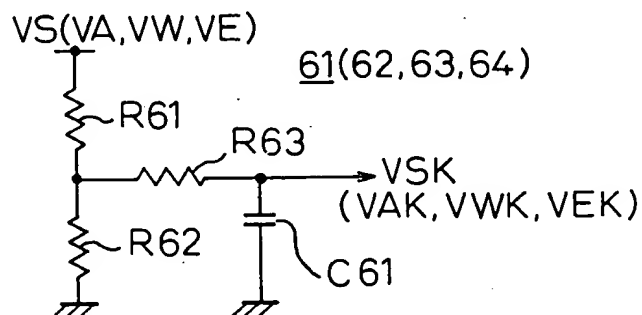 VS(VA,VW,VE)
61(62,63,64)
R61
R63
VSK
(VAK,VWK,VEK)
R62
C61